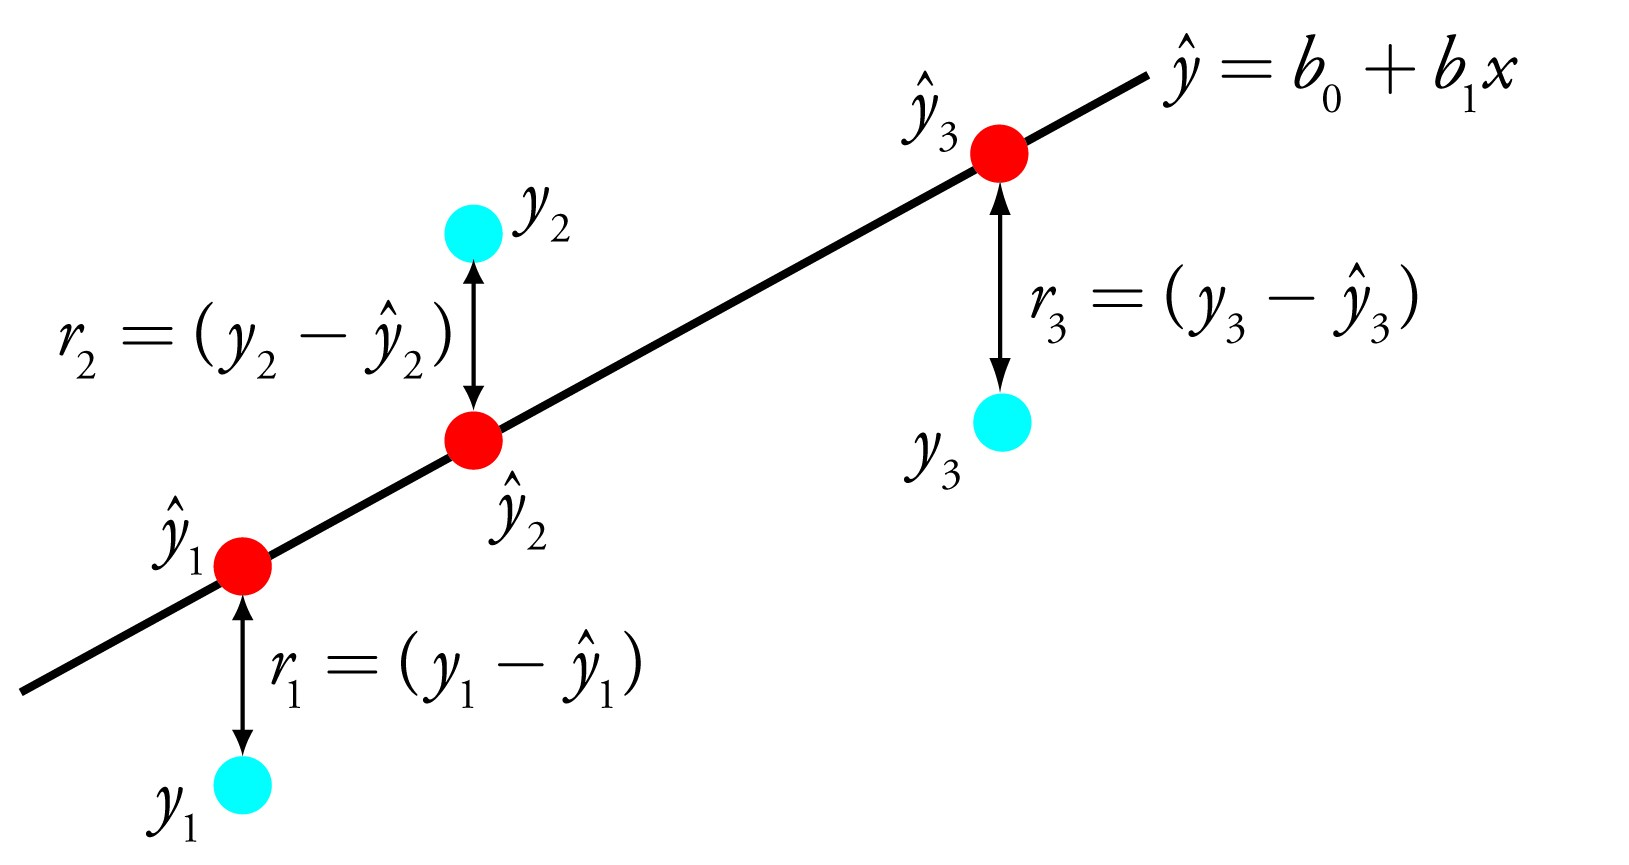 ŷ = b₀ + b₁x
ŷ₃
y₂
r₂ = (y₂ − ŷ₂)
r₃ = (y₃ − ŷ₃)
y₃
ŷ₂
ŷ₁
r₁ = (y₁ − ŷ₁)
y₁